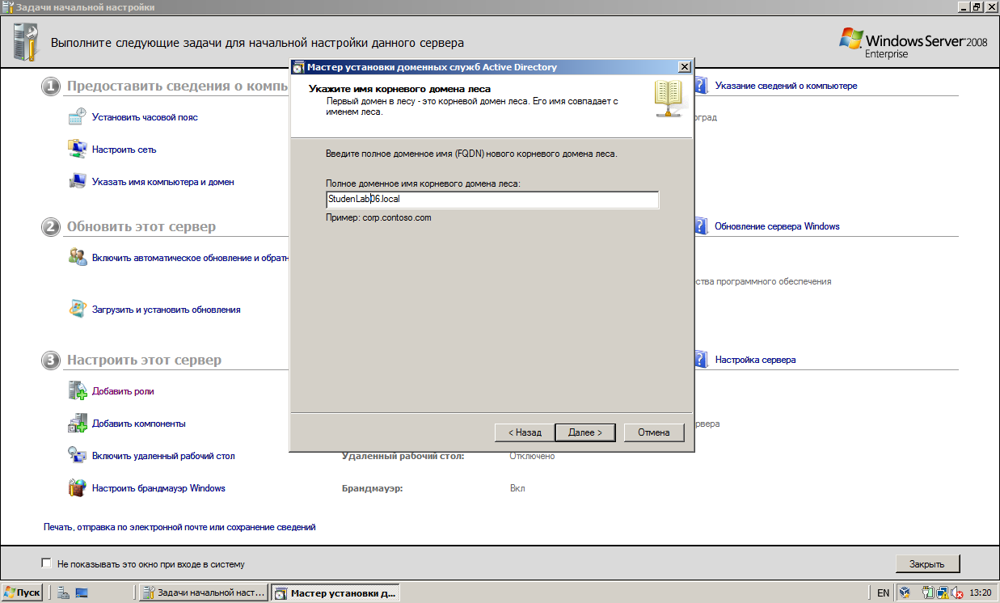 Задачи начальной настройки
Выполните следующие задачи для начальной настройки данного сервера
Windows Server 2008
Enterprise
1 Предоставить сведения о компь
Указание сведений о компьютере
Установить часовой пояс
оград
Настроить сеть
Указать имя компьютера и домен
2 Обновить этот сервер
Обновление сервера Windows
Включить автоматическое обновление и обратн
ства программного обеспечения
Загрузить и установить обновления
3 Настроить этот сервер
Настройка сервера
Добавить роли
Добавить компоненты
рвера
Включить удаленный рабочий стол
Удаленный рабочий стол:
Отключено
Настроить брандмауэр Windows
Брандмауэр:
Вкл
Печать, отправка по электронной почте или сохранение сведений
Не показывать это окно при входе в систему
Закрыть
Мастер установки доменных служб Active Directory
Укажите имя корневого домена леса
Первый домен в лесу - это корневой домен леса. Его имя совпадает с
именем леса.
Введите полное доменное имя (FQDN) нового корневого домена леса.
Полное доменное имя корневого домена леса:
StudenLab06.local
Пример: corp.contoso.com
< Назад
Далее >
Отмена
Пуск
Задачи начальной наст...
Мастер установки д...
EN
13:20